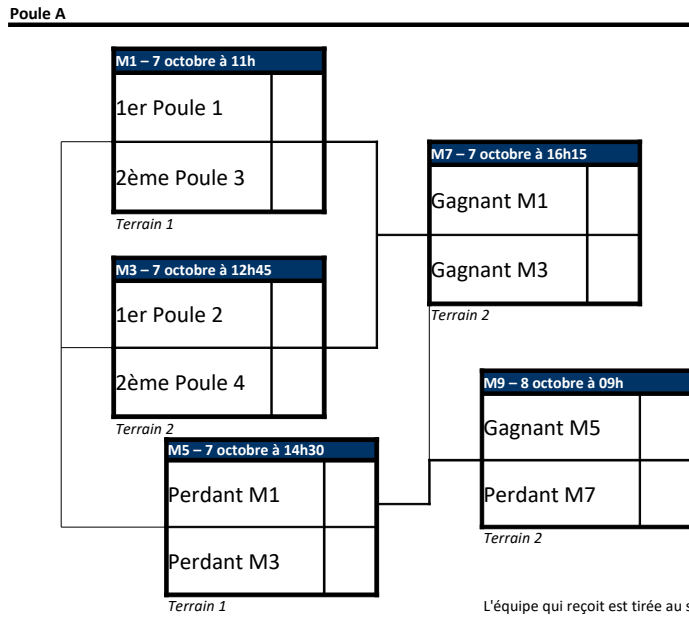 Poule A
M1 – 7 octobre à 11h
1er Poule 1
2ème Poule 3
Terrain 1
M7 – 7 octobre à 16h15
Gagnant M1
Gagnant M3
Terrain 2
M3 – 7 octobre à 12h45
1er Poule 2
2ème Poule 4
Terrain 2
M9 – 8 octobre à 09h
Gagnant M5
Perdant M7
Terrain 2
M5 – 7 octobre à 14h30
Perdant M1
Perdant M3
Terrain 1
L'équipe qui reçoit est tirée au